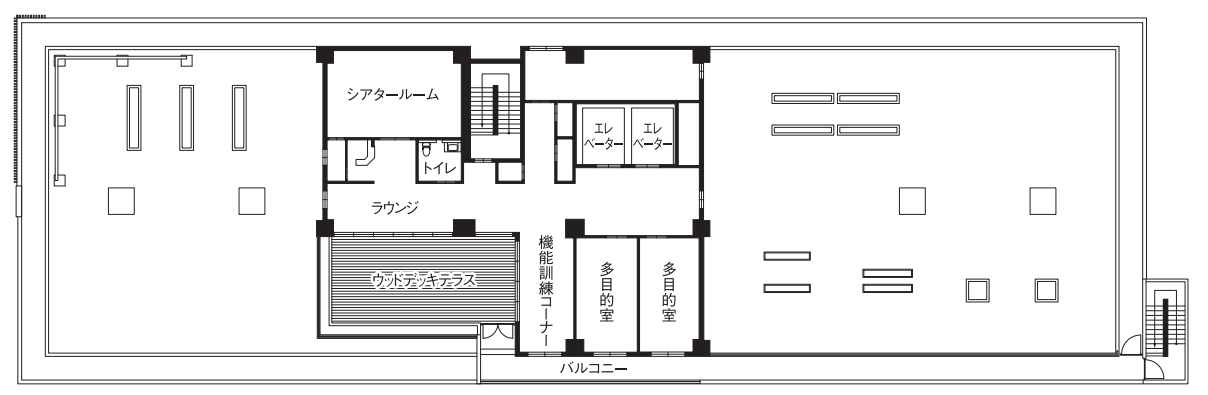 シアタールーム
エレ
ベーター
エレ
ベーター
トイレ
ラウンジ
機能訓練コーナー
多目的室
多目的室
ウッドデッキテラス
バルコニー